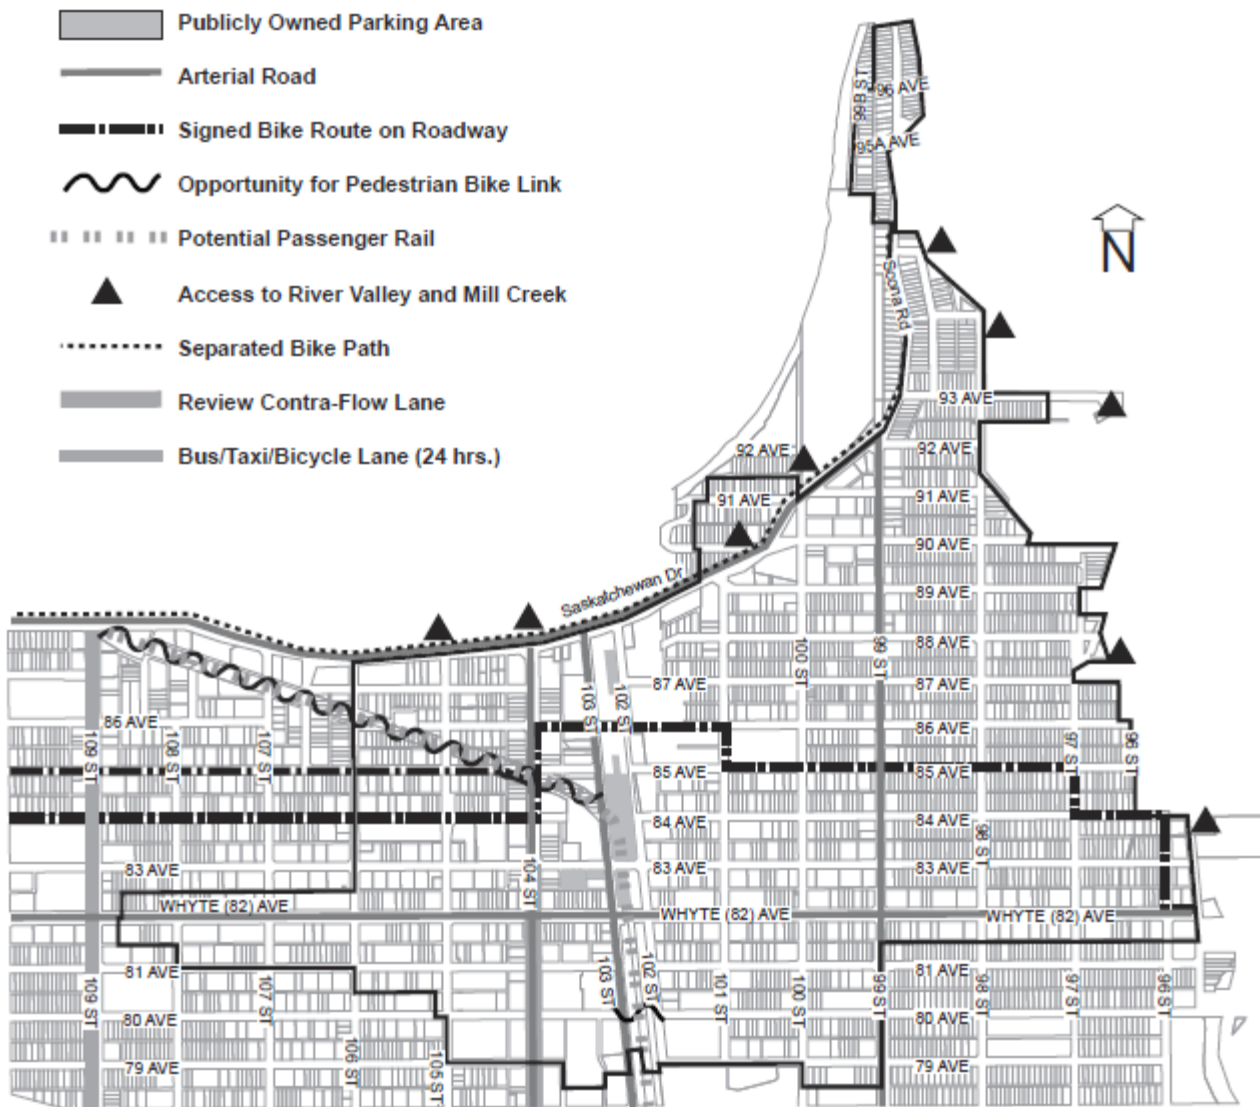 Publicly Owned Parking Area
Arterial Road
Signed Bike Route on Roadway
Opportunity for Pedestrian Bike Link
Potential Passenger Rail
Access to River Valley and Mill Creek
Separated Bike Path
Review Contra-Flow Lane
Bus/Taxi/Bicycle Lane (24 hrs.)
99B ST
96 AVE
95A AVE
N
Scona Rd
93 AVE
92 AVE
92 AVE
91 AVE
91 AVE
90 AVE
Saskatchewan Dr
89 AVE
88 AVE
100 ST
99 ST
87 AVE
87 AVE
103 ST
102 ST
86 AVE
86 AVE
109 ST
108 ST
107 ST
97 ST
96 ST
85 AVE
85 AVE
84 AVE
84 AVE
98 ST
83 AVE
83 AVE
83 AVE
104 ST
WHYTE (82) AVE
WHYTE (82) AVE
WHYTE (82) AVE
81 AVE
81 AVE
109 ST
107 ST
103 ST
102 ST
101 ST
100 ST
99 ST
98 ST
97 ST
96 ST
80 AVE
80 AVE
106 ST
105 ST
79 AVE
79 AVE